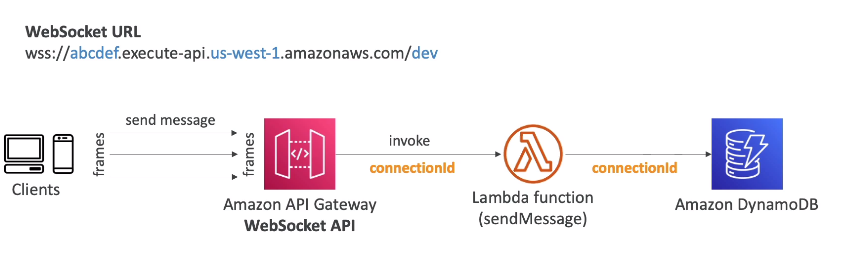 WebSocket URL
wss://abcdef.execute-api.us-west-1.amazonaws.com/dev
send message
frames
frames
invoke
connectionId
connectionId
Clients
Amazon API Gateway
WebSocket API
Lambda function
(sendMessage)
Amazon DynamoDB